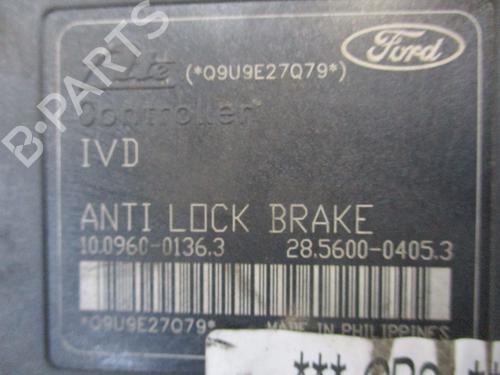 Ate (*Q9U9E27Q79*) Ford
Controller
IVD
ANTI LOCK BRAKE
10.0960-0136.3 28.5600-0405.3
*Q9U9E27Q79* MADE IN PHILIPPINES